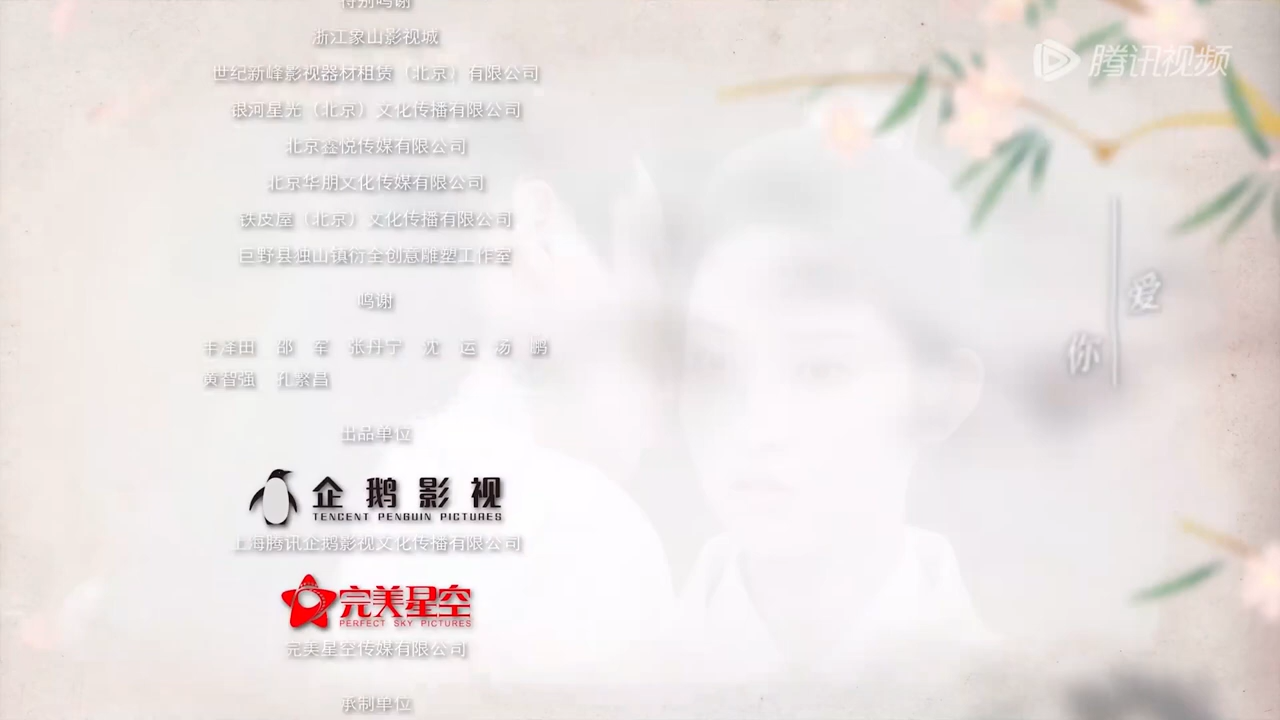 特别鸣谢
浙江象山影视城
世纪新峰影视器材租赁（北京）有限公司
银河星光（北京）文化传播有限公司
北京鑫悦传媒有限公司
北京华朋文化传媒有限公司
铁皮屋（北京）文化传播有限公司
巨野县独山镇衍全创意雕塑工作室
鸣谢
丰泽田 邵 军 张丹宁 沈 运 汤 鹏
黄智强 孔繁昌
出品单位
企鹅影视
TENCENT PENGUIN PICTURES
上海腾讯企鹅影视文化传播有限公司
完美星空
PERFECT SKY PICTURES
完美星空传媒有限公司
承制单位
腾讯视频
爱
你